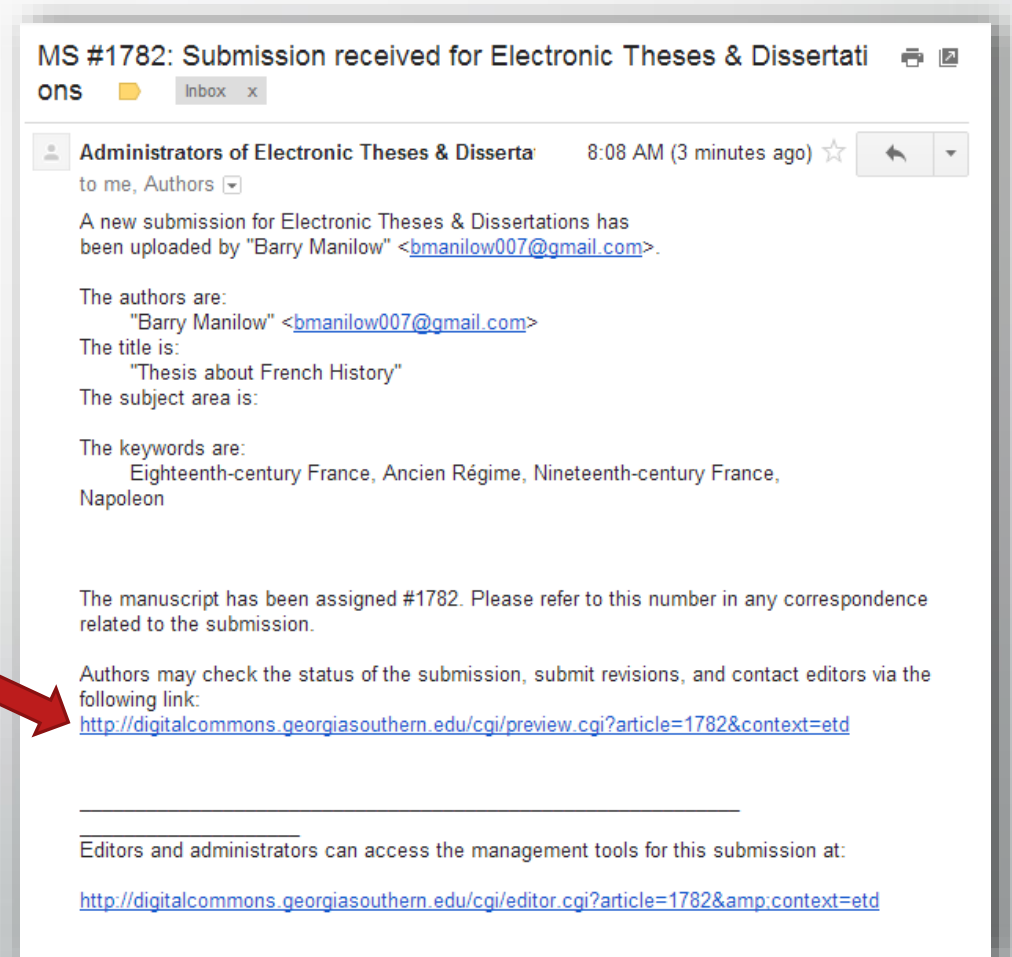 MS #1782: Submission received for Electronic Theses & Dissertati
ons Inbox x
Administrators of Electronic Theses & Disserta 8:08 AM (3 minutes ago)
to me, Authors
A new submission for Electronic Theses & Dissertations has
been uploaded by "Barry Manilow" <bmanilow007@gmail.com>.
The authors are:
"Barry Manilow" <bmanilow007@gmail.com>
The title is:
"Thesis about French History"
The subject area is:
The keywords are:
Eighteenth-century France, Ancien Régime, Nineteenth-century France,
Napoleon
The manuscript has been assigned #1782. Please refer to this number in any correspondence
related to the submission.
Authors may check the status of the submission, submit revisions, and contact editors via the
following link:
http://digitalcommons.georgiasouthern.edu/cgi/preview.cgi?article=1782&context=etd
Editors and administrators can access the management tools for this submission at:
http://digitalcommons.georgiasouthern.edu/cgi/editor.cgi?article=1782&amp;context=etd